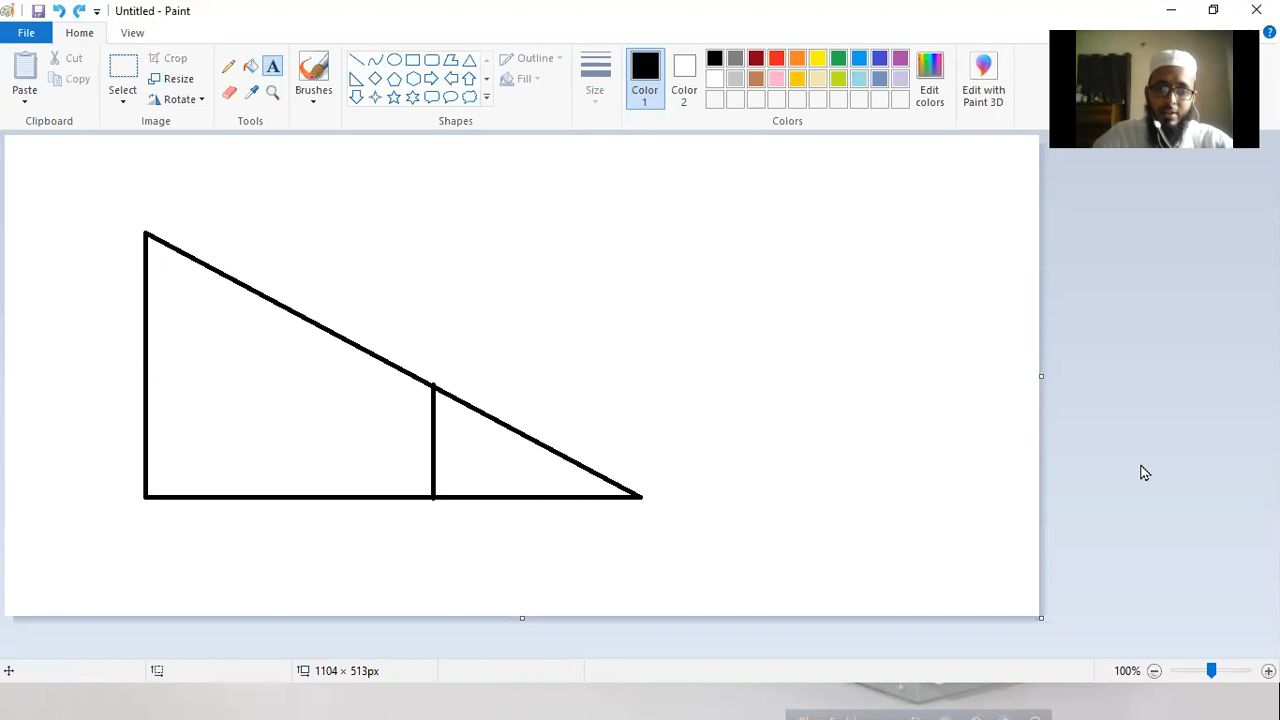 Untitled - Paint
File Home View
Paste
Cut
Copy
Clipboard
Select
Crop
Resize
Rotate
Image
A
Tools
Brushes
Shapes
Outline
Fill
Size
Color 1
Color 2
Edit colors
Colors
Edit with Paint 3D
1104 × 513px
100%